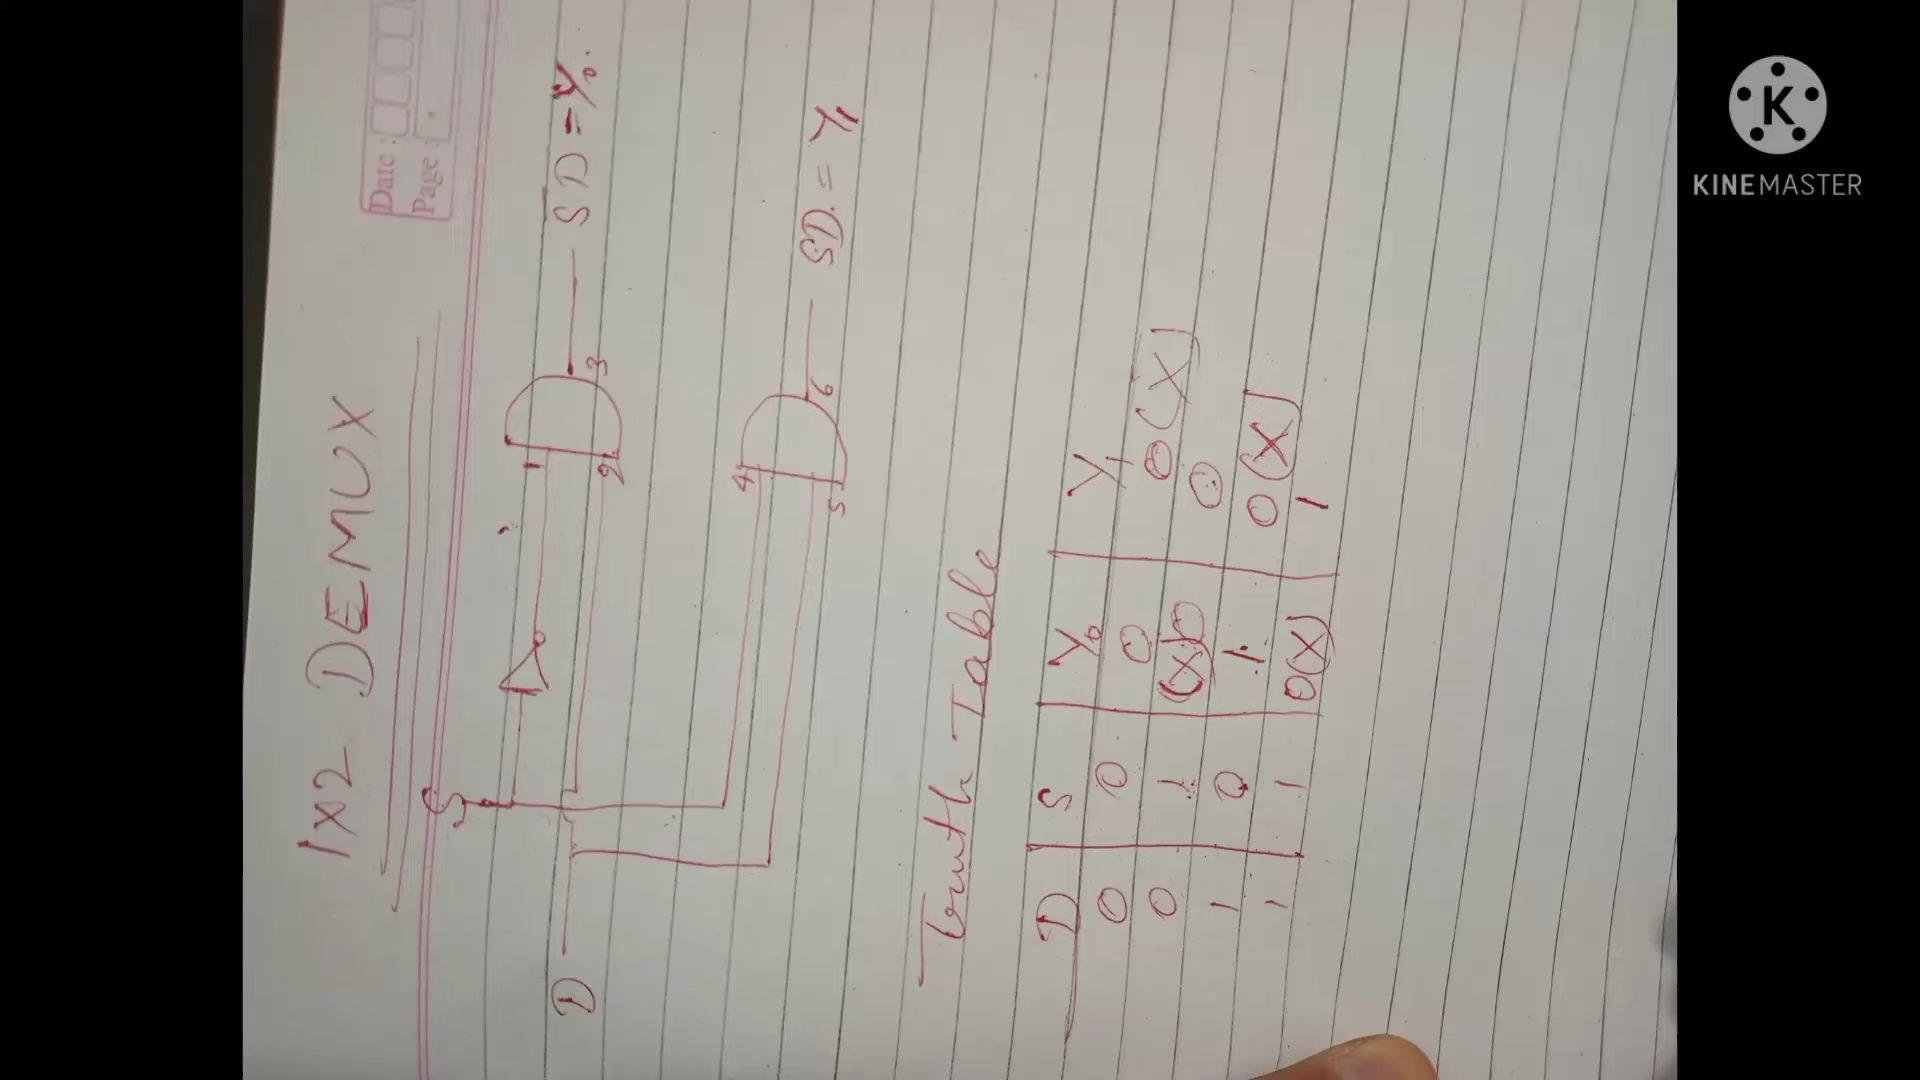 Date :
Page :
1X2 DEMUX
S
D
1
2
3
S̅D = Y₀
4
5
6
SD = Y₁
Truth Table
D S Y₀ Y₁
0 0 0 0(X)
0 1 (X)0 0
1 0 1 0(X)
1 1 0(X) 1
K
KINEMASTER